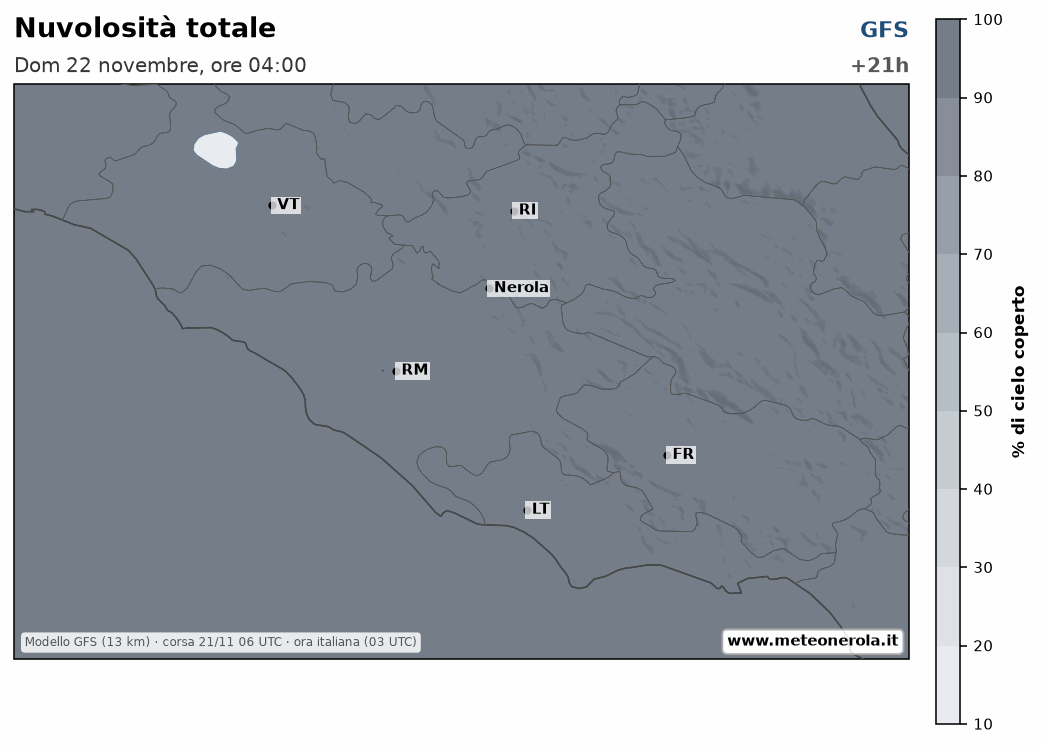 Nuvolosità totale
GFS
Dom 22 novembre, ore 04:00
+21h
VT
RI
Nerola
RM
FR
LT
Modello GFS (13 km) · corsa 21/11 06 UTC · ora italiana (03 UTC)
www.meteonerola.it
100
90
80
70
60
50
40
30
20
10
% di cielo coperto